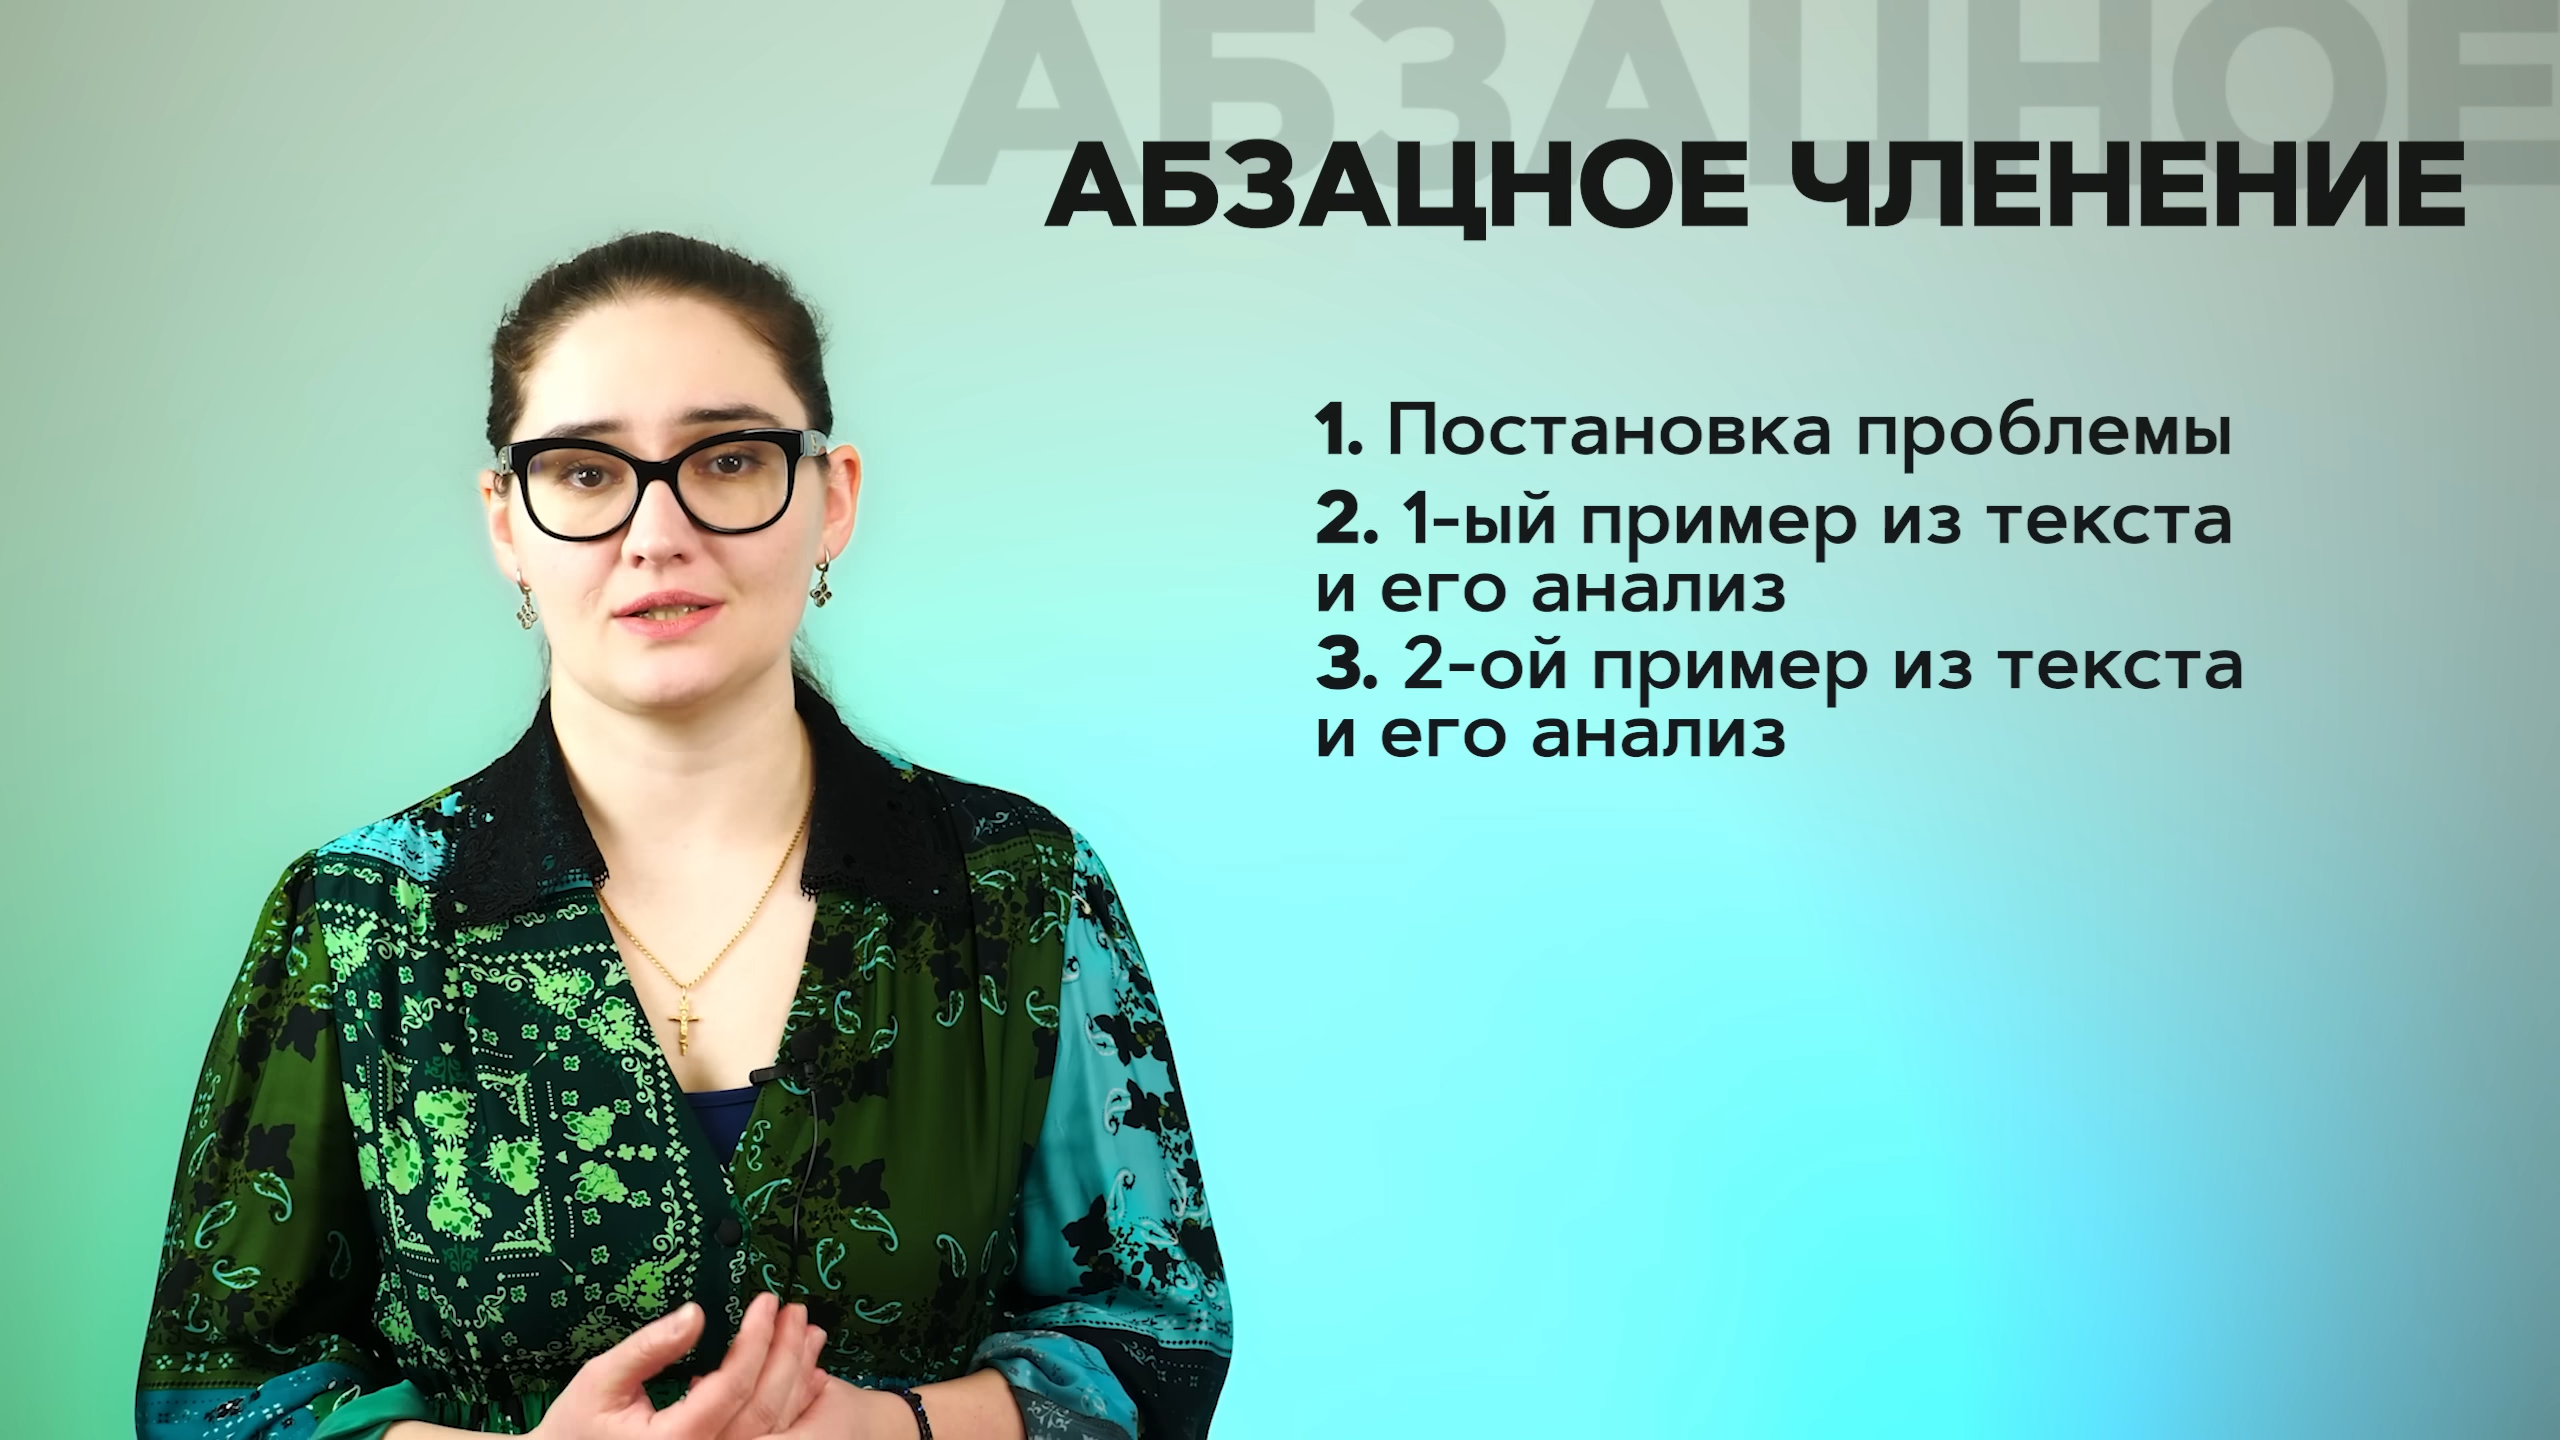 АБЗАЦНОЕ
АБЗАЦНОЕ ЧЛЕНЕНИЕ
1. Постановка проблемы
2. 1-ый пример из текста
и его анализ
3. 2-ой пример из текста
и его анализ